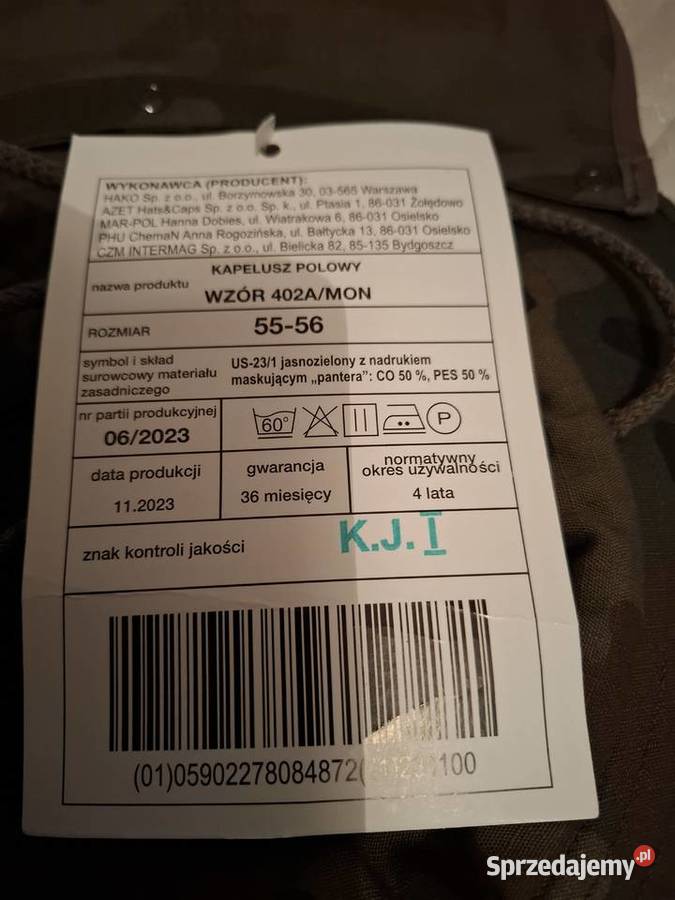 WYKONAWCA (PRODUCENT):
HAKO Sp. z o.o., ul. Borzymowska 30, 03-565 Warszawa
AZET Hats&Caps Sp. z o.o. Sp. k., ul. Ptasia 1, 86-031 Żołędowo
MAR-POL Hanna Dobies, ul. Wiatrakowa 6, 86-031 Osielsko
PHU ChemaN Anna Rogozińska, ul. Bałtycka 13, 86-031 Osielsko
CZM INTERMAG Sp. z o.o., ul. Bielicka 82, 85-135 Bydgoszcz
nazwa produktu
KAPELUSZ POLOWY
WZÓR 402A/MON
ROZMIAR
55-56
symbol i skład
surowcowy materiału
zasadniczego
US-23/1 jasnozielony z nadrukiem
maskującym „pantera”: CO 50 %, PES 50 %
nr partii produkcyjnej
06/2023
60°
P
data produkcji
11.2023
gwarancja
36 miesięcy
normatywny
okres używalności
4 lata
znak kontroli jakości
K.J.I
(01)05902278084872(
100
Sprzedajemy.pl